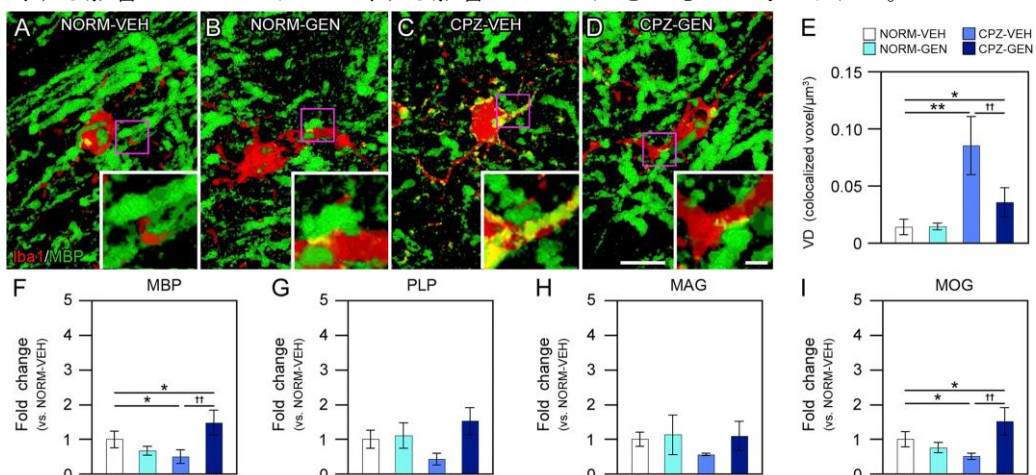 A NORM-VEH
B NORM-GEN
C CPZ-VEH
D CPZ-GEN
Iba1/MBP
E
NORM-VEH CPZ-VEH
NORM-GEN CPZ-GEN
VD (colocalized voxel/μm³)
0.15
0.10
0.05
0
*
** ††
F MBP
Fold change
(vs. NORM-VEH)
5
4
3
2
1
0
*
* ††
G PLP
Fold change
(vs. NORM-VEH)
5
4
3
2
1
0
H MAG
Fold change
(vs. NORM-VEH)
5
4
3
2
1
0
I MOG
Fold change
(vs. NORM-VEH)
5
4
3
2
1
0
*
* ††